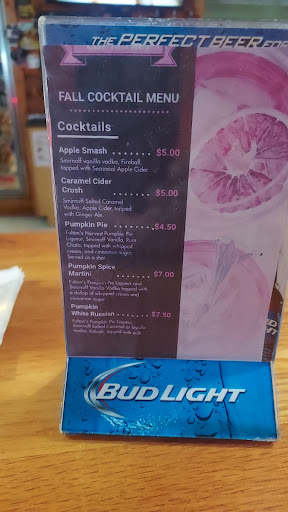 THE PERFECT BEER FOR
FALL COCKTAIL MENU
Cocktails
Apple Smash ........ $5.00
Smirnoff vanilla vodka, Fireball,
topped with Seasonal Apple Cider.
Caramel Cider
Crush ........ $5.00
Smirnoff Salted Caramel
Vodka, Apple Cider, topped
with Ginger Ale.
Pumpkin Pie ........ $4.50
Fulton's Harvest Pumpkin Pie
Liqueur, Smirnoff Vanilla, Rum
Chata, topped with whipped
cream, and cinnamon sugar.
Served as a shot
Pumpkin Spice
Martini ........ $7.00
Fulton's Pumpkin Pie Liqueur and
Smirnoff Vanilla Vodka topped with
a dollop of whipped cream and
cinnamon sugar
Pumpkin
White Russian ........ $7.50
Fulton's Pumpkin Pie Liqueur,
Smirnoff Salted Caramel or Vanilla
Vodka, Kahlua,
BUD LIGHT